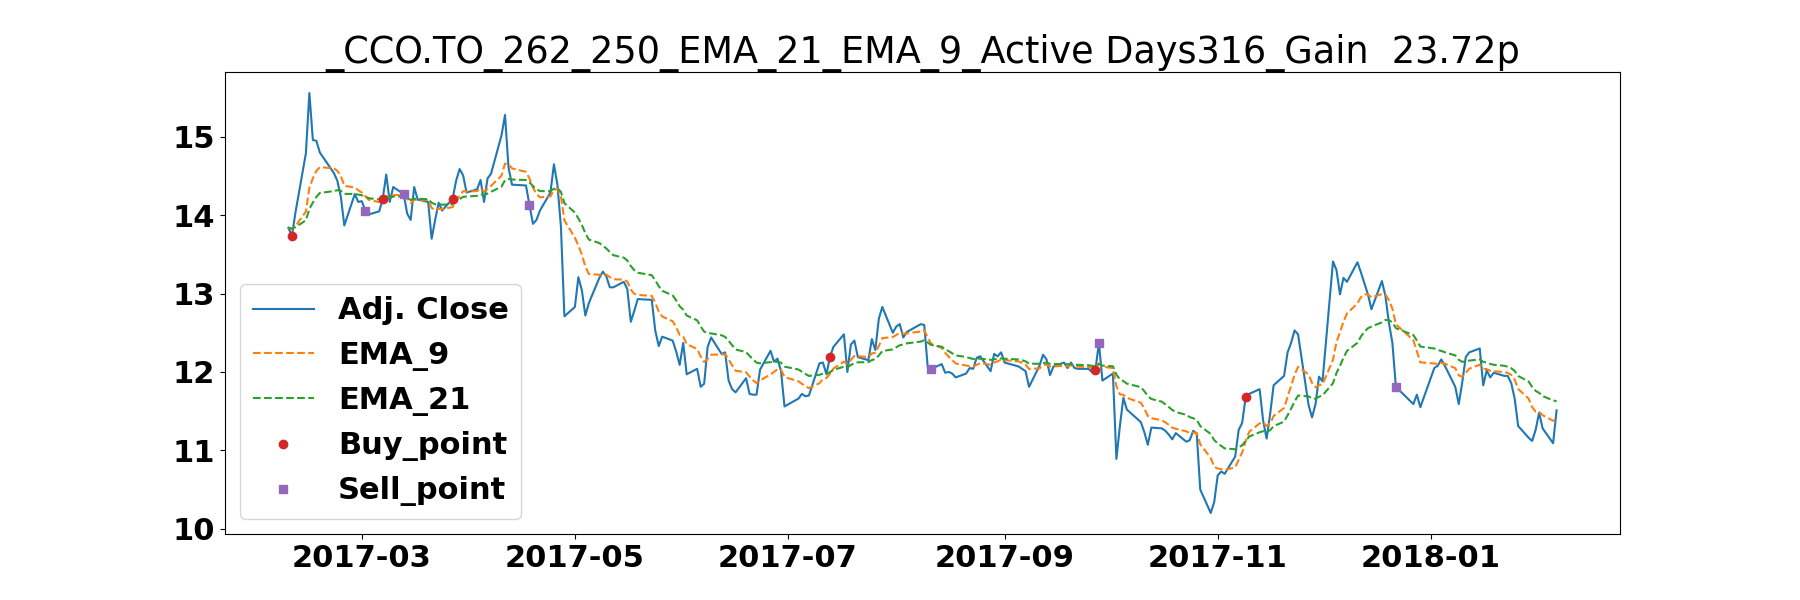 _CCO.TO_262_250_EMA_21_EMA_9_Active Days316_Gain  23.72p
15
14
13
12
11
10
Adj. Close
EMA_9
EMA_21
Buy_point
Sell_point
2017-03 2017-05 2017-07 2017-09 2017-11 2018-01